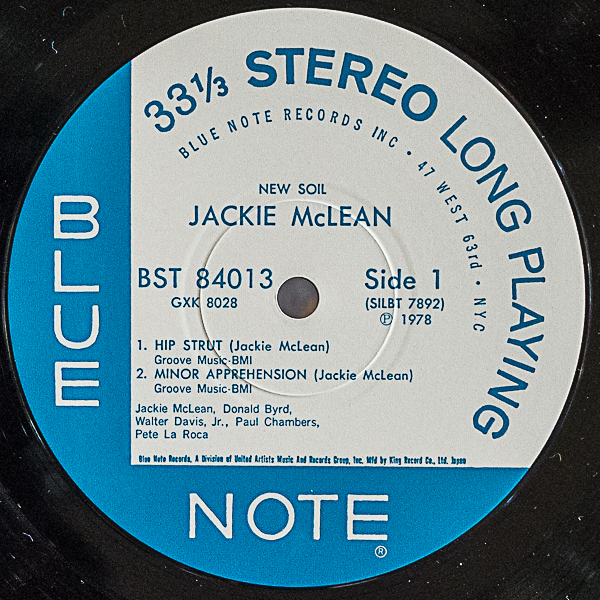 33⅓ STEREO LONG PLAYING
BLUE NOTE RECORDS INC • 47 WEST 63rd • NYC
NEW SOIL
JACKIE McLEAN
BST 84013
GXK 8028
Side 1
(SILBT 7892)
℗ 1978
1. HIP STRUT (Jackie McLean)
Groove Music-BMI
2. MINOR APPREHENSION (Jackie McLean)
Groove Music-BMI
Jackie McLean, Donald Byrd,
Walter Davis, Jr., Paul Chambers,
Pete La Roca
Blue Note Records, A Division of United Artists Music And Records Group, Inc. Mfd by King Record Co., Ltd. Japan
BLUE
NOTE
®